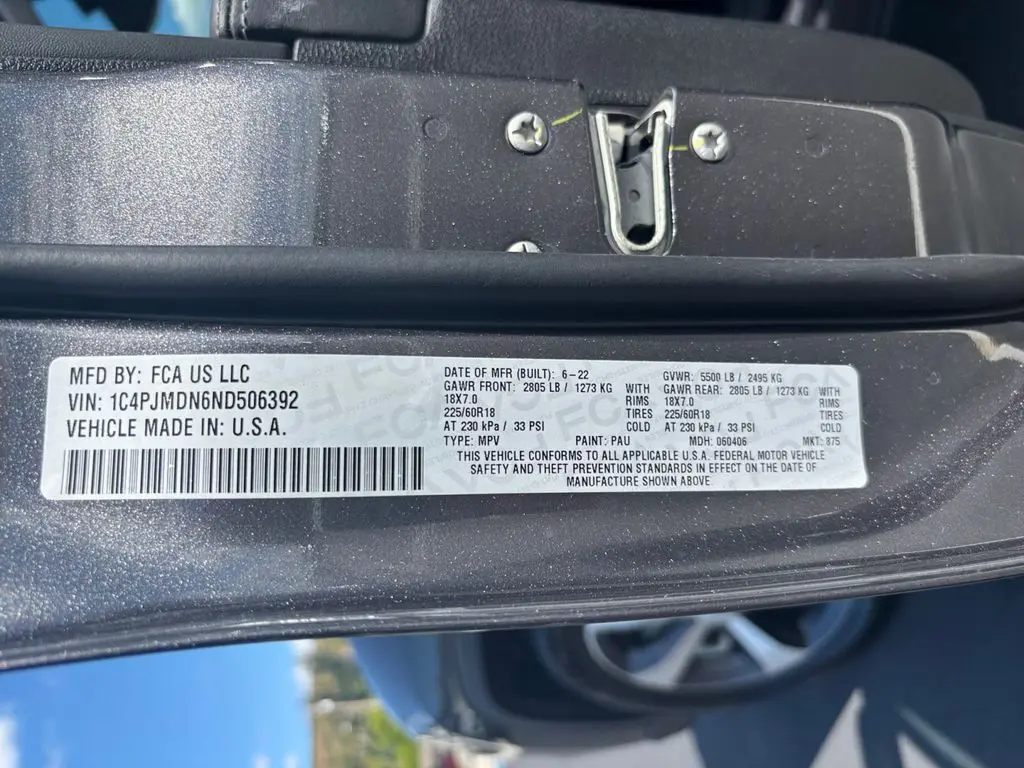 MFD BY: FCA US LLC
VIN: 1C4PJMDN6ND506392
VEHICLE MADE IN: U.S.A.
DATE OF MFR (BUILT): 6-22 GVWR: 5500 LB / 2495 KG
GAWR FRONT: 2805 LB / 1273 KG WITH GAWR REAR: 2805 LB / 1273 KG WITH
18X7.0 RIMS 18X7.0 RIMS
225/60R18 TIRES 225/60R18 TIRES
AT 230 kPa / 33 PSI COLD AT 230 kPa / 33 PSI COLD
TYPE: MPV PAINT: PAU MDH: 060406 MKT: 875
THIS VEHICLE CONFORMS TO ALL APPLICABLE U.S.A. FEDERAL MOTOR VEHICLE
SAFETY AND THEFT PREVENTION STANDARDS IN EFFECT ON THE DATE OF
MANUFACTURE SHOWN ABOVE.